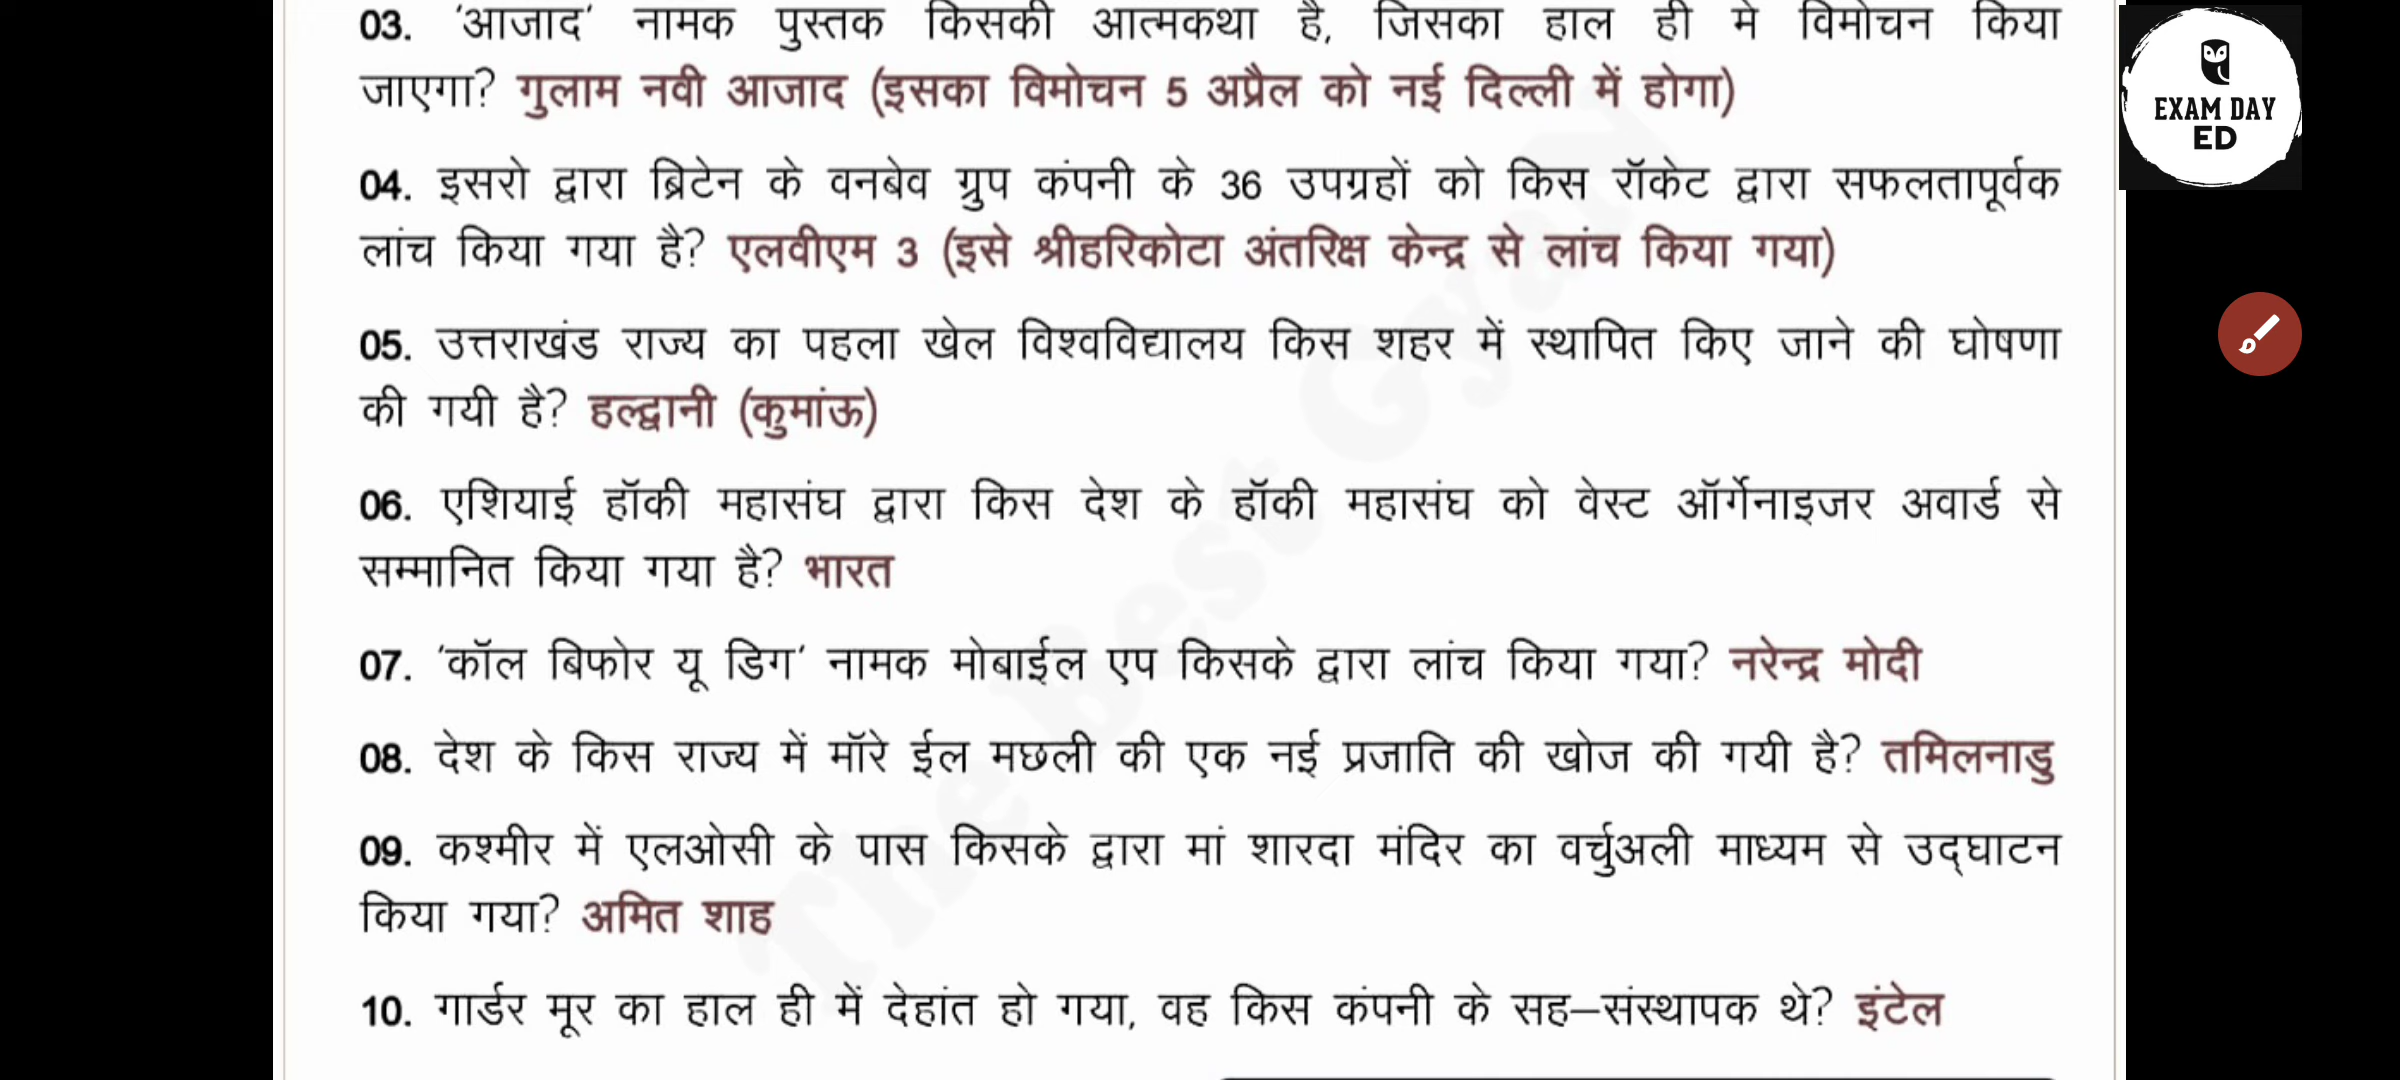 03. 'आजाद' नामक पुस्तक किसकी आत्मकथा है, जिसका हाल ही मे विमोचन किया
जाएगा? गुलाम नवी आजाद (इसका विमोचन 5 अप्रैल को नई दिल्ली में होगा)
04. इसरो द्वारा ब्रिटेन के वनबेव ग्रुप कंपनी के 36 उपग्रहों को किस रॉकेट द्वारा सफलतापूर्वक
लांच किया गया है? एलवीएम 3 (इसे श्रीहरिकोटा अंतरिक्ष केन्द्र से लांच किया गया)
05. उत्तराखंड राज्य का पहला खेल विश्वविद्यालय किस शहर में स्थापित किए जाने की घोषणा
की गयी है? हल्द्वानी (कुमांऊ)
06. एशियाई हॉकी महासंघ द्वारा किस देश के हॉकी महासंघ को वेस्ट ऑर्गेनाइजर अवार्ड से
सम्मानित किया गया है? भारत
07. 'कॉल बिफोर यू डिग' नामक मोबाईल एप किसके द्वारा लांच किया गया? नरेन्द्र मोदी
08. देश के किस राज्य में मॉरे ईल मछली की एक नई प्रजाति की खोज की गयी है? तमिलनाडु
09. कश्मीर में एलओसी के पास किसके द्वारा मां शारदा मंदिर का वर्चुअली माध्यम से उद्घाटन
किया गया? अमित शाह
10. गार्डर मूर का हाल ही में देहांत हो गया, वह किस कंपनी के सह–संस्थापक थे? इंटेल
The Best Gyan
EXAM DAY
ED